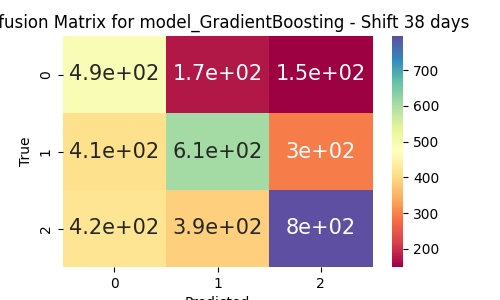 fusion Matrix for model_GradientBoosting - Shift 38 days
0 4.9e+02 1.7e+02 1.5e+02
1 4.1e+02 6.1e+02 3e+02
2 4.2e+02 3.9e+02 8e+02
True
0 1 2
Predicted
700
600
500
400
300
200